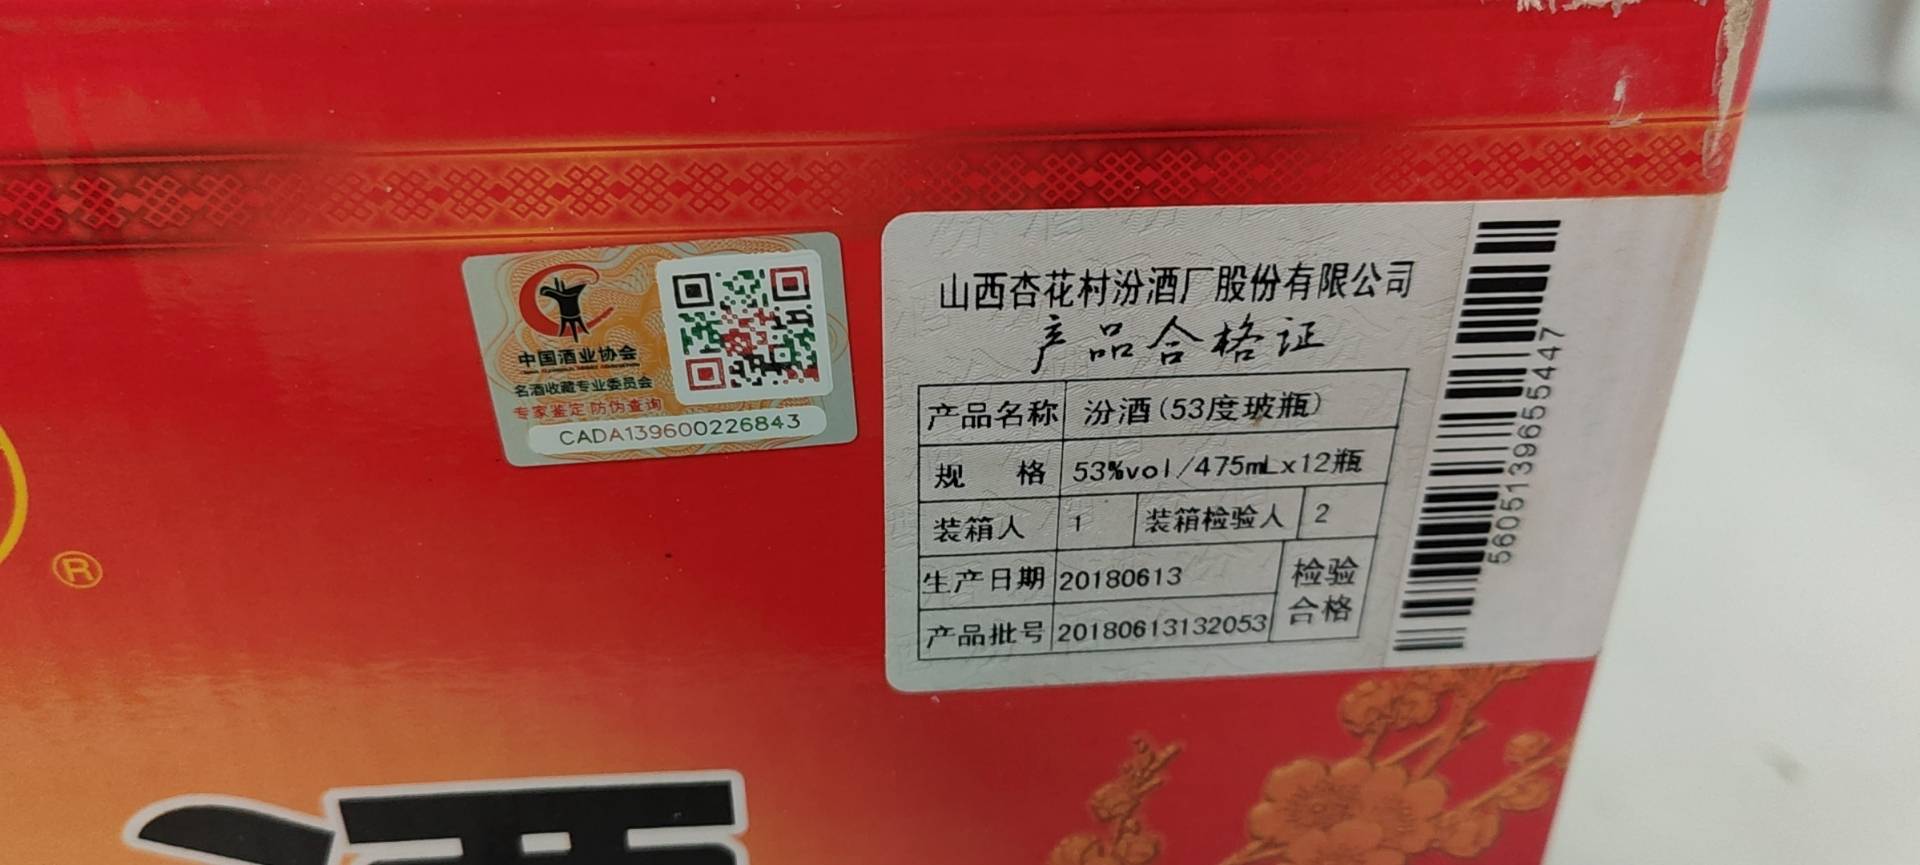 ®
中国酒业协会
名酒收藏专业委员会
专家鉴定 防伪查询
CADA139600226843
山西杏花村汾酒厂股份有限公司
产品合格证
产品名称 汾酒(53度玻瓶)
规 格 53%vol/475mLx12瓶
装箱人 1 装箱检验人 2
生产日期 20180613 检验
合格
产品批号 20180613132053
5605139655447
酒